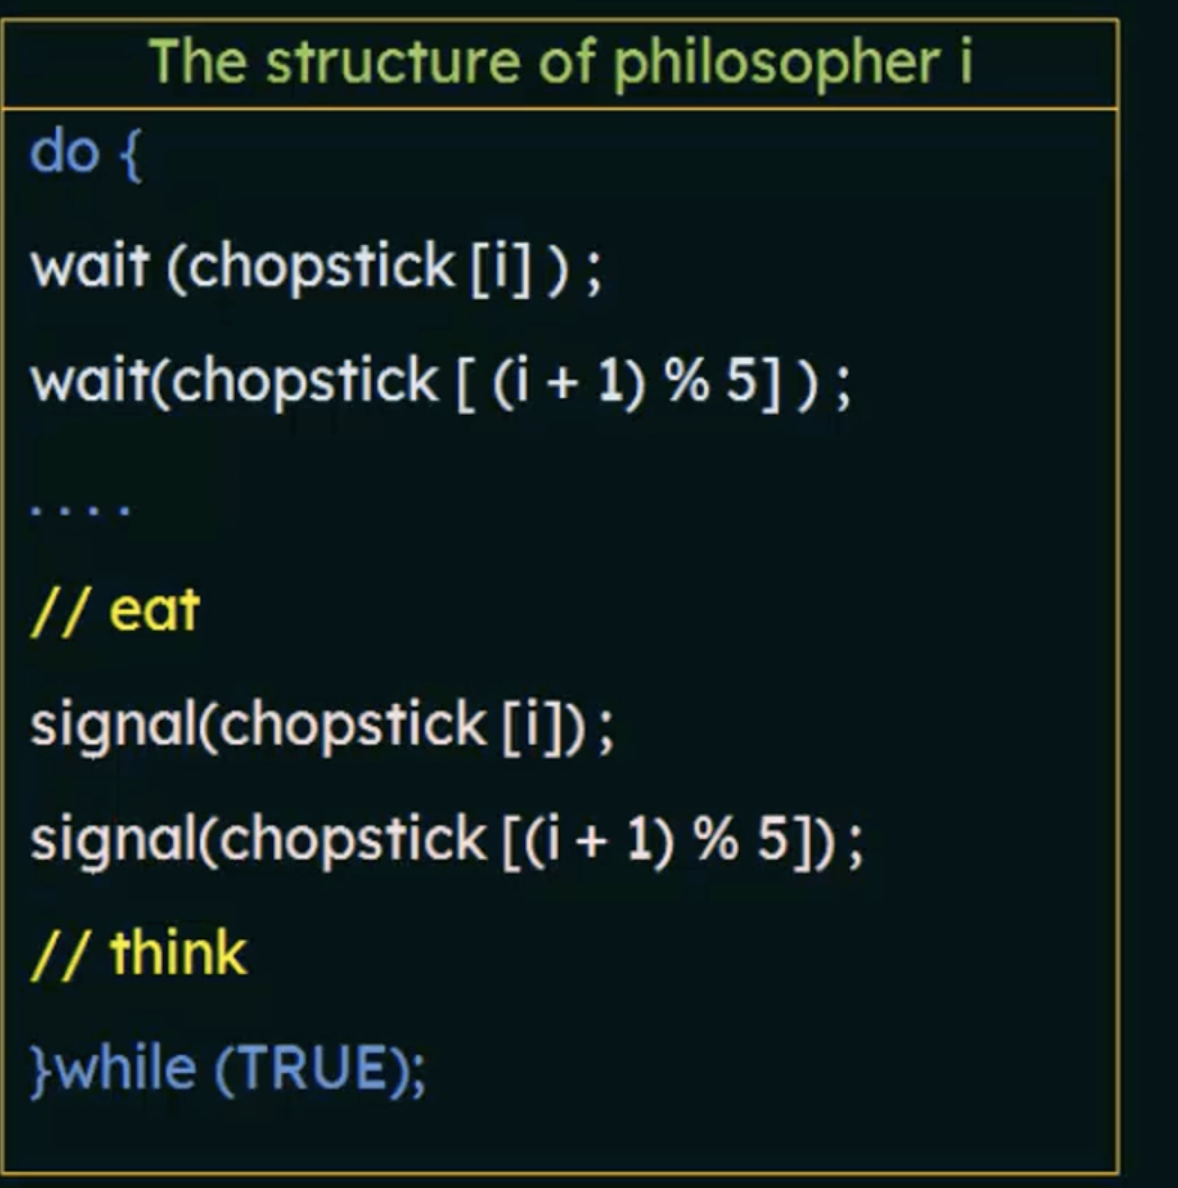 The structure of philosopher i
do {
wait (chopstick [i] ) ;
wait(chopstick [ (i + 1) % 5] ) ;
. . . .
// eat
signal(chopstick [i]) ;
signal(chopstick [(i + 1) % 5]) ;
// think
}while (TRUE);